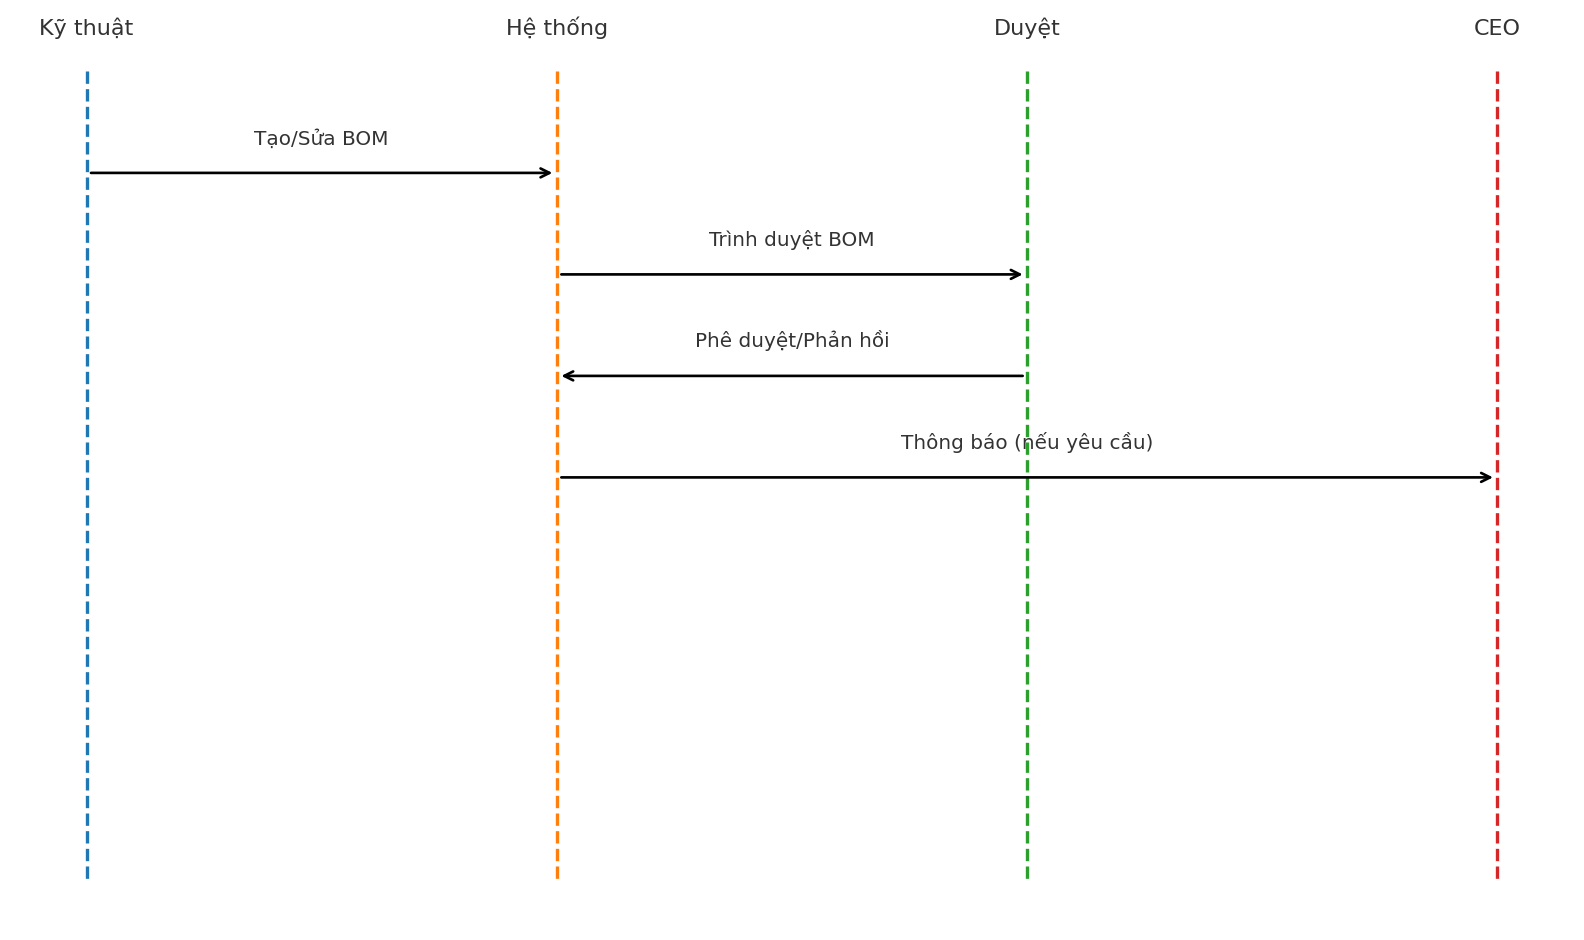 Kỹ thuật
Hệ thống
Duyệt
CEO
Tạo/Sửa BOM
Trình duyệt BOM
Phê duyệt/Phản hồi
Thông báo (nếu yêu cầu)